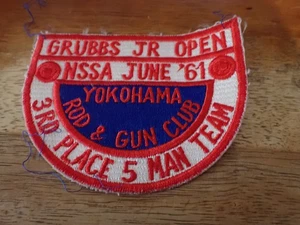 GRUBBS JR OPEN
NSSA JUNE '61
YOKOHAMA
ROD & GUN CLUB
3RD PLACE 5 MAN TEAM